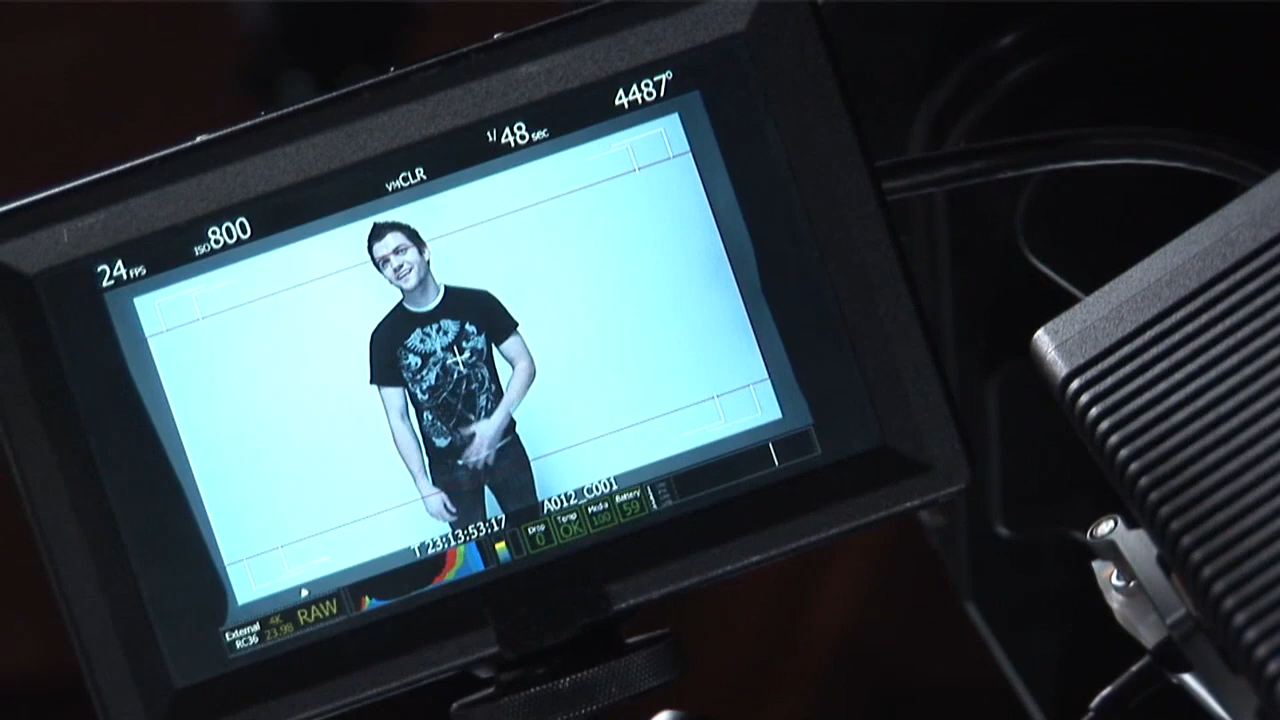 24 FPS ISO 800 VMCLR 1/48 sec 4487°
T 23:13:53:17 A012_C001
External 4K RAW Drop Temp Media Battery
RC36 23.98 0 OK 100 59